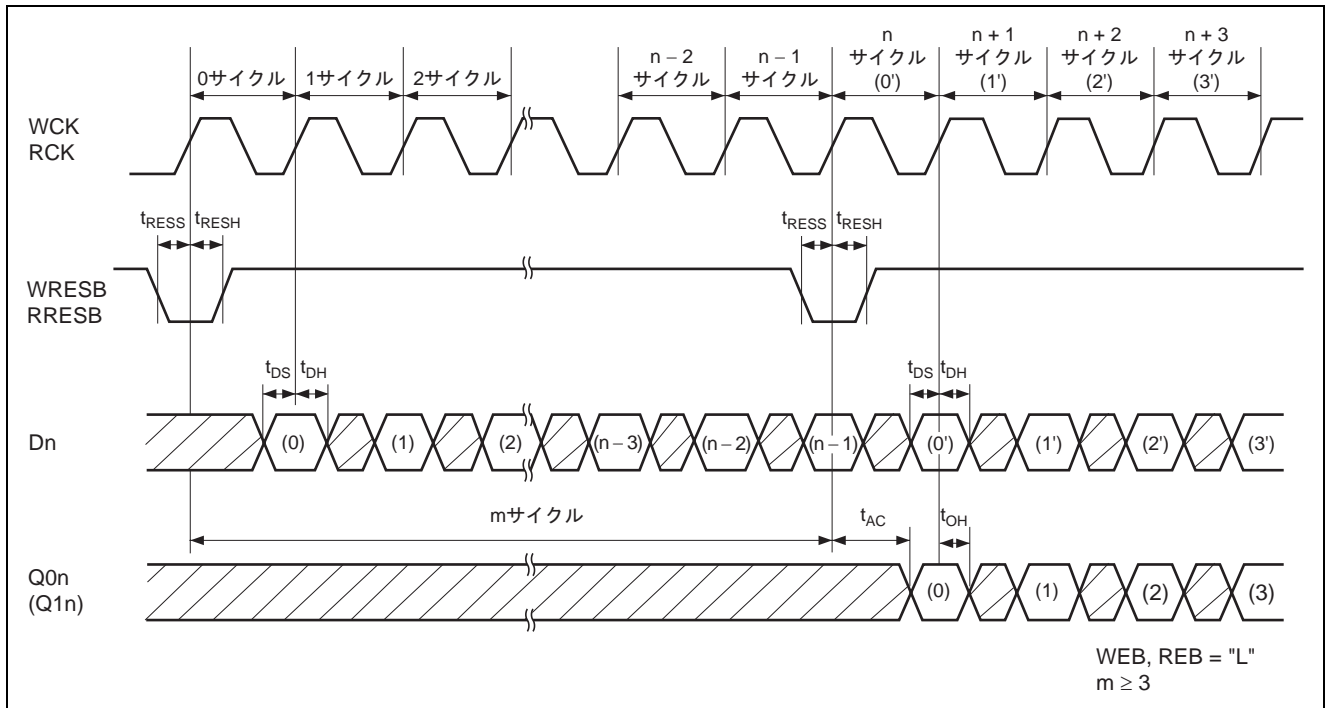 0サイクル 1サイクル 2サイクル n – 2 サイクル n – 1 サイクル n サイクル (0') n + 1 サイクル (1') n + 2 サイクル (2') n + 3 サイクル (3')
WCK
RCK
tRESS tRESH tRESS tRESH
WRESB
RRESB
tDS tDH tDS tDH
Dn (0) (1) (2) (n – 3) (n – 2) (n – 1) (0') (1') (2') (3')
mサイクル tAC tOH
Q0n
(Q1n) (0) (1) (2) (3)
WEB, REB = "L"
m ≥ 3